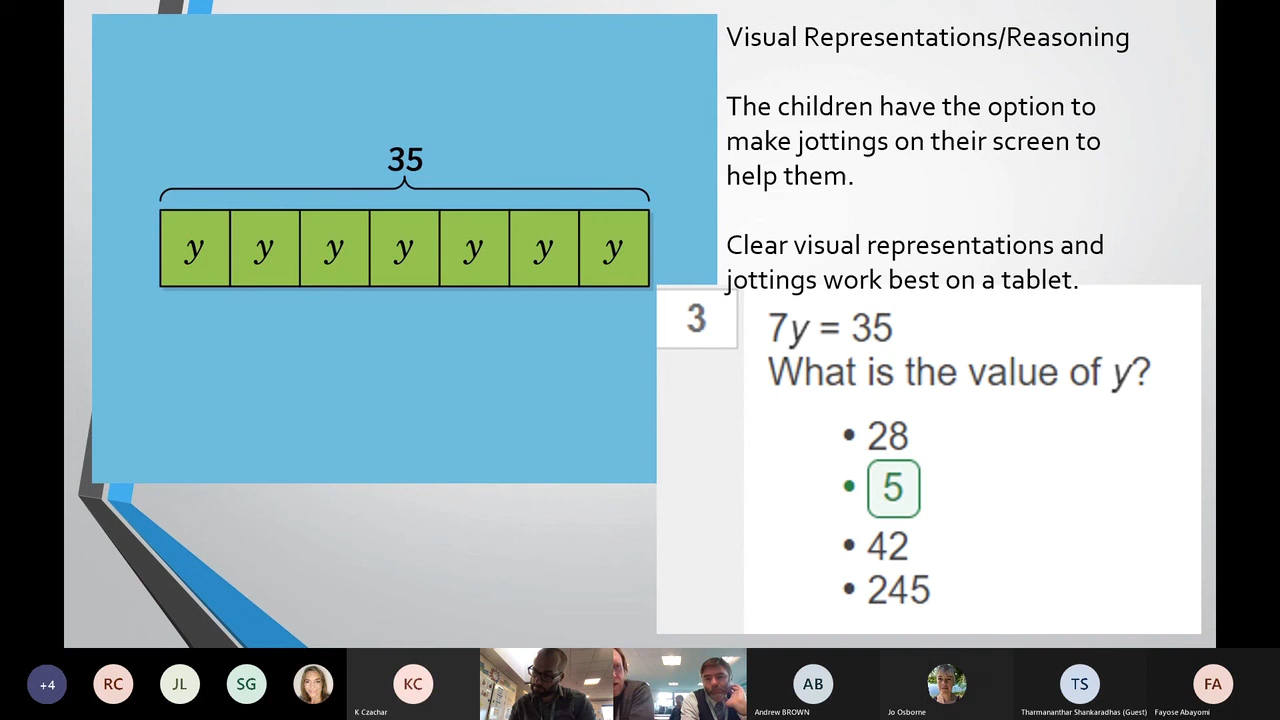 35
y y y y y y y
Visual Representations/Reasoning
The children have the option to
make jottings on their screen to
help them.
Clear visual representations and
jottings work best on a tablet.
3
7y = 35
What is the value of y?
• 28
• 5
• 42
• 245
+4
RC
JL
SG
KC
K Czachar
AB
Andrew BROWN
Jo Osborne
TS
Tharmananthar Shankaradhas (Guest)
FA
Fayose Abayomi